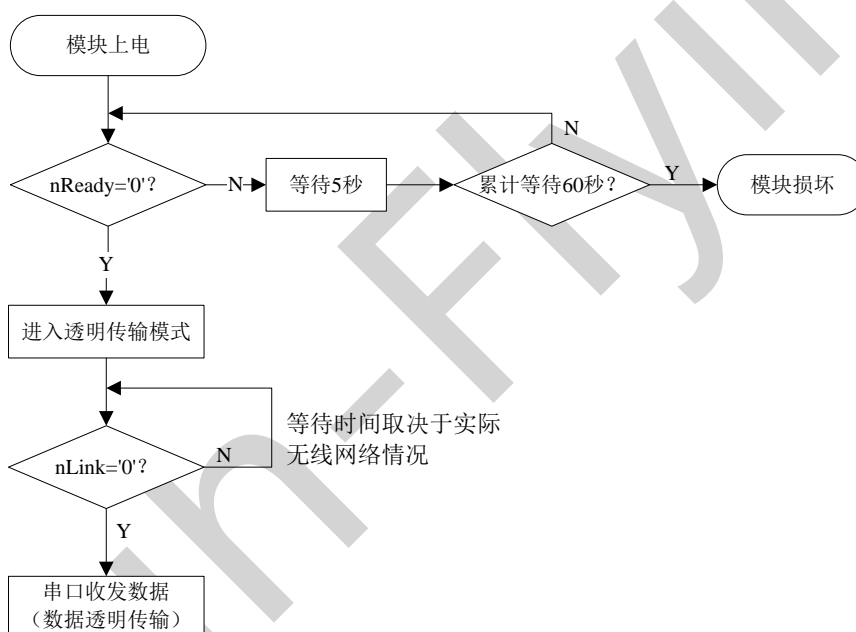 模块上电
N
nReady='0'?
N
等待5秒
累计等待60秒?
Y
模块损坏
Y
进入透明传输模式
等待时间取决于实际
无线网络情况
nLink='0'?
N
Y
串口收发数据
（数据透明传输）